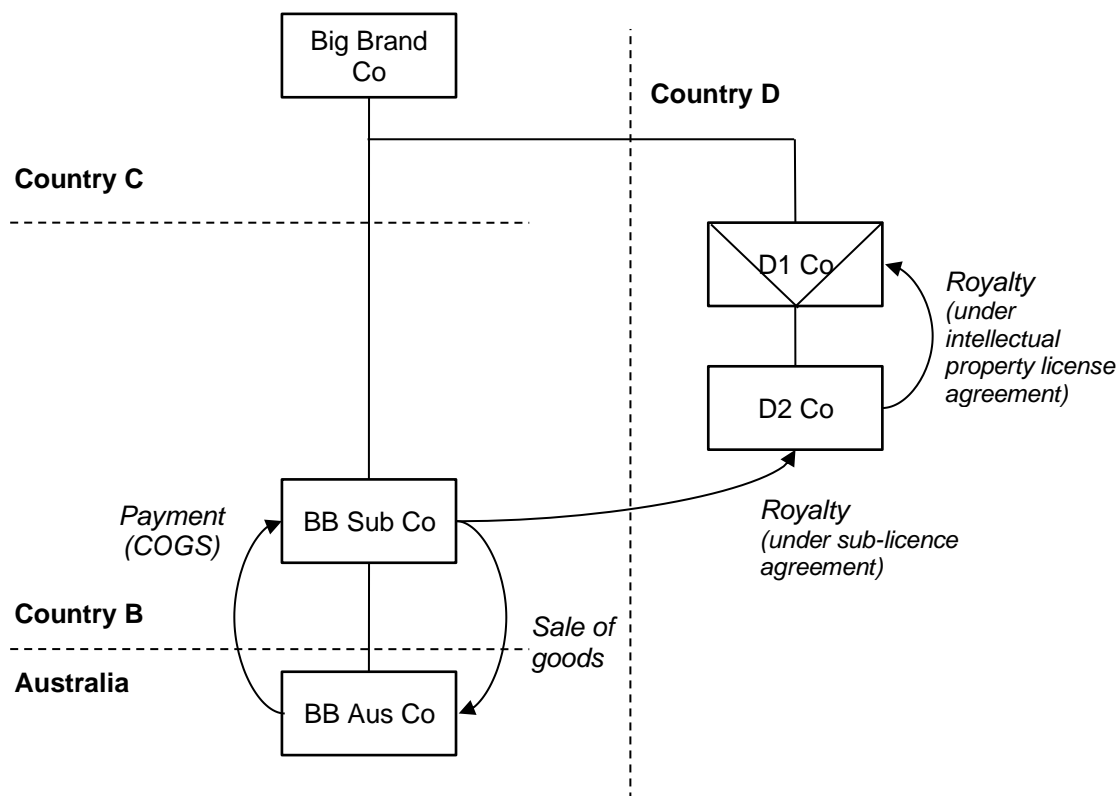 Big Brand
Co
Country D
Country C
D1 Co
Royalty
(under
intellectual
property license
agreement)
D2 Co
Payment
(COGS)
BB Sub Co
Royalty
(under sub-licence
agreement)
Country B
Sale of
goods
Australia
BB Aus Co